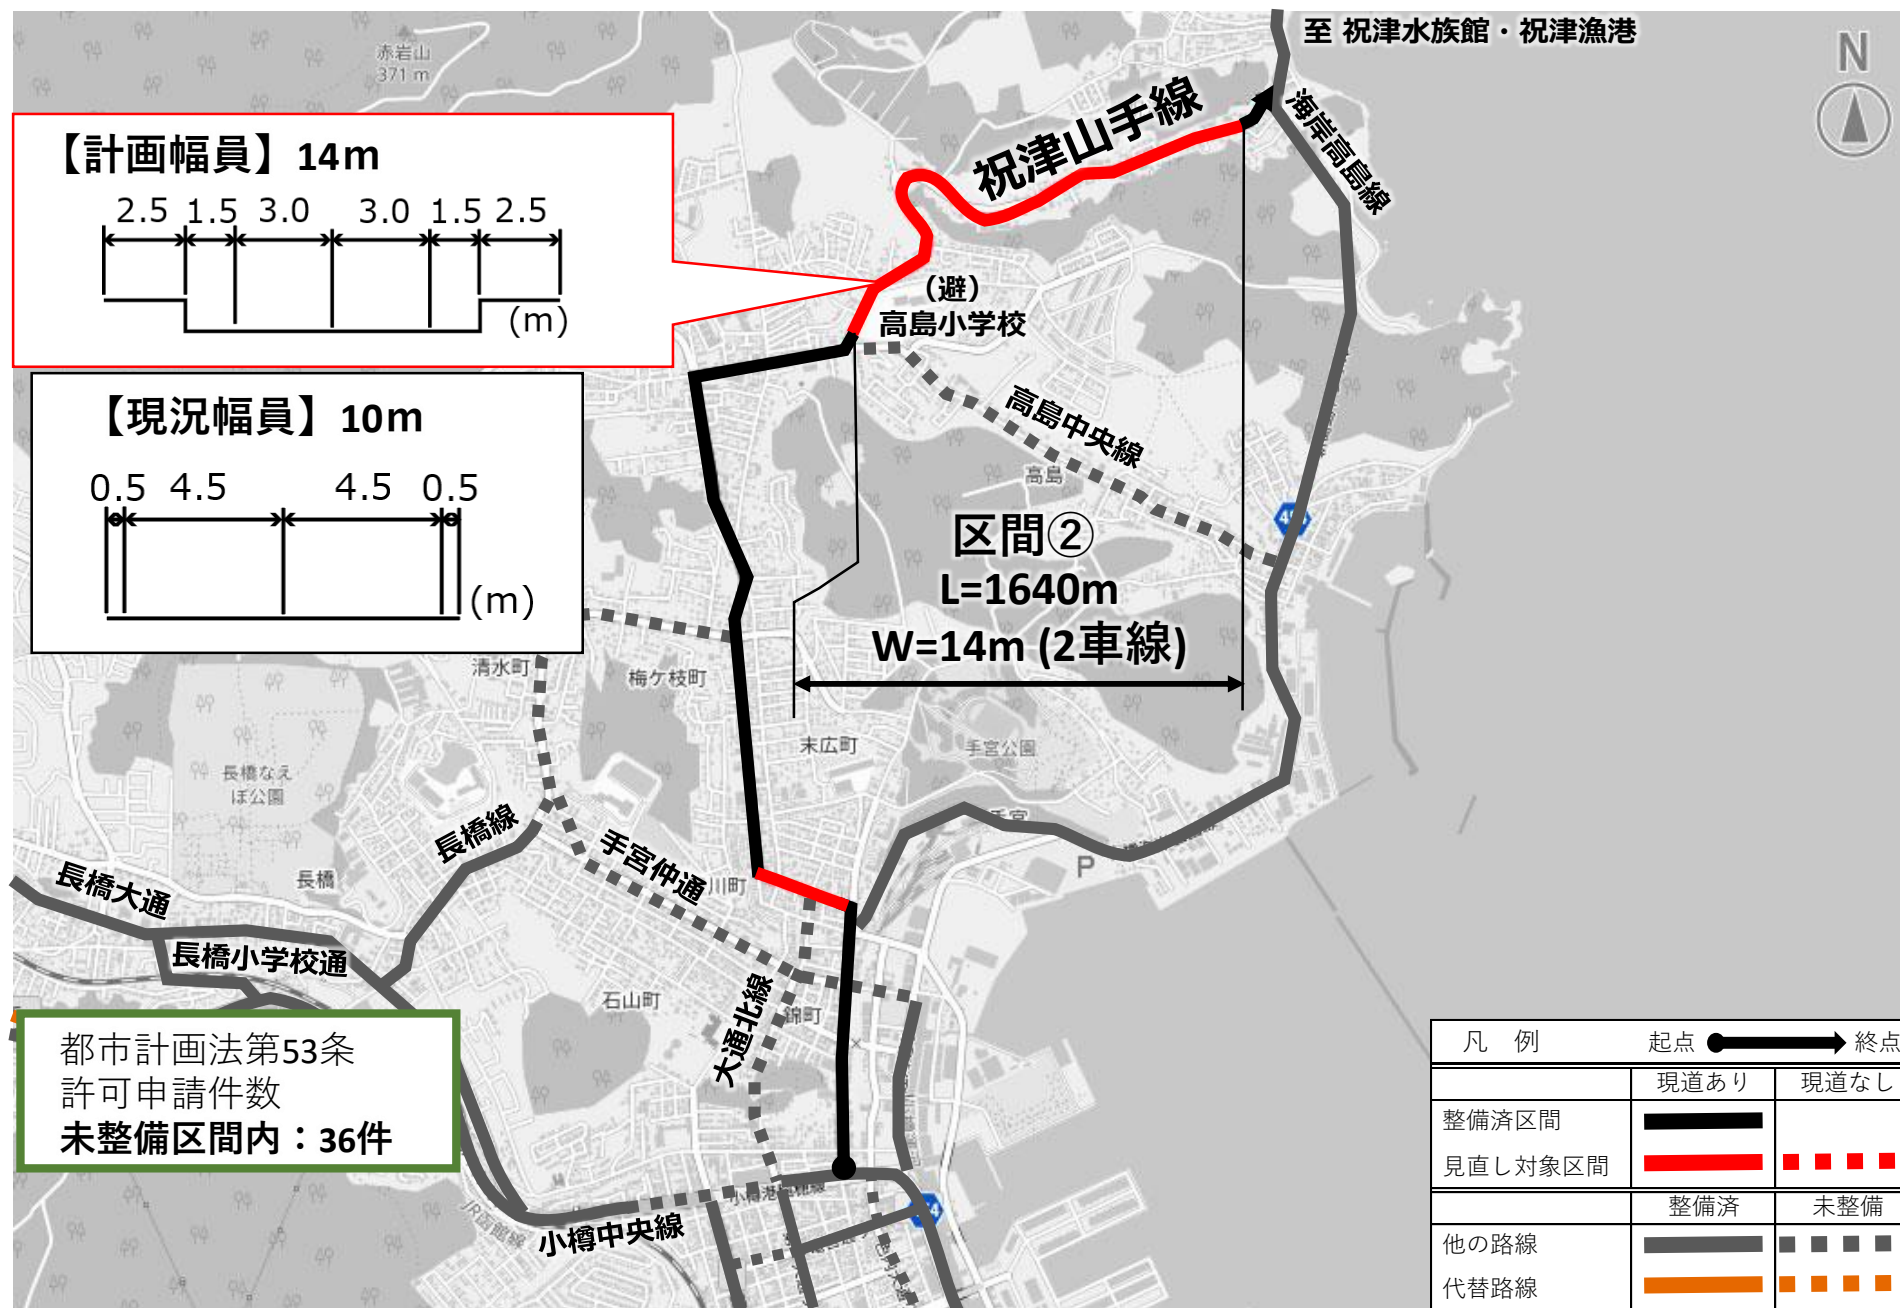 至 祝津水族館・祝津漁港
N
赤岩山
371 m
祝津山手線
海岸高島線
【計画幅員】14m
2.5 1.5 3.0 3.0 1.5 2.5
(m)
(避)
高島小学校
【現況幅員】10m
0.5 4.5 4.5 0.5
(m)
高島中央線
高島
区間②
L=1640m
W=14m (2車線)
清水町
梅ケ枝町
末広町
手宮公園
長橋なえ
ぼ公園
手宮
長橋線
手宮仲通
P
長橋大通
長橋
川町
長橋小学校通
石山町
大通北線
錦町
都市計画法第53条
許可申請件数
未整備区間内：36件
小樽中央線
JR函館線
凡 例 起点 終点
現道あり 現道なし
整備済区間
見直し対象区間
整備済 未整備
他の路線
代替路線